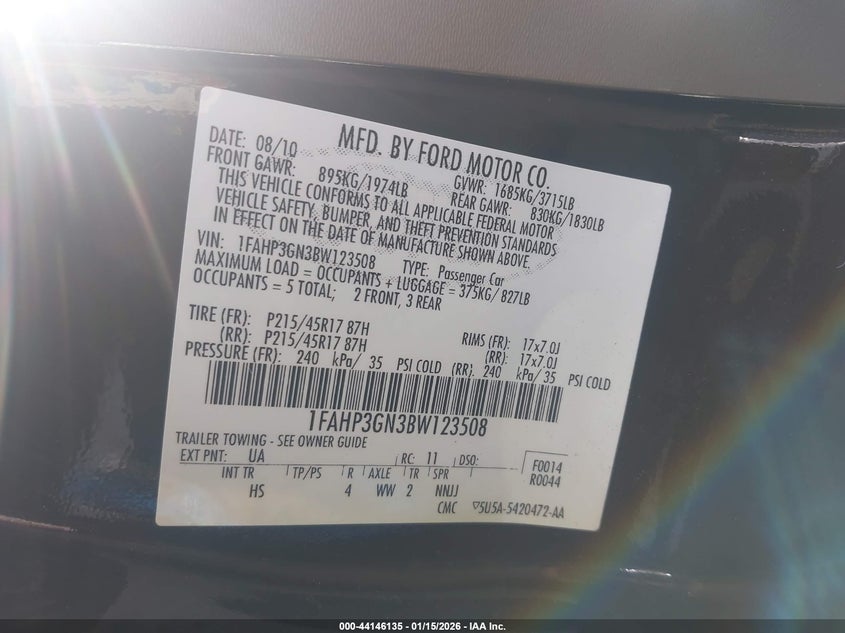 MFD. BY FORD MOTOR CO.
DATE: 08/10 GVWR: 1685KG/3715LB
FRONT GAWR: 895KG/1974LB REAR GAWR: 830KG/1830LB
THIS VEHICLE CONFORMS TO ALL APPLICABLE FEDERAL MOTOR
VEHICLE SAFETY, BUMPER, AND THEFT PREVENTION STANDARDS
IN EFFECT ON THE DATE OF MANUFACTURE SHOWN ABOVE.
VIN: 1FAHP3GN3BW123508 TYPE: Passenger Car
MAXIMUM LOAD = OCCUPANTS + LUGGAGE = 375KG/ 827LB
OCCUPANTS = 5 TOTAL; 2 FRONT, 3 REAR
TIRE (FR): P215/45R17 87H RIMS (FR): 17x7.0J
(RR): P215/45R17 87H (RR): 17x7.0J
PRESSURE (FR): 240 kPa/ 35 PSI COLD (RR): 240 kPa/ 35 PSI COLD
1FAHP3GN3BW123508
TRAILER TOWING - SEE OWNER GUIDE
EXT PNT: UA RC: 11 DSO: F0014
INT TR TP/PS R AXLE TR SPR R0044
HS 4 WW 2 NNJJ
CMC 5U5A-5420472-AA
000-44146135 - 01/15/2026 - IAA Inc.